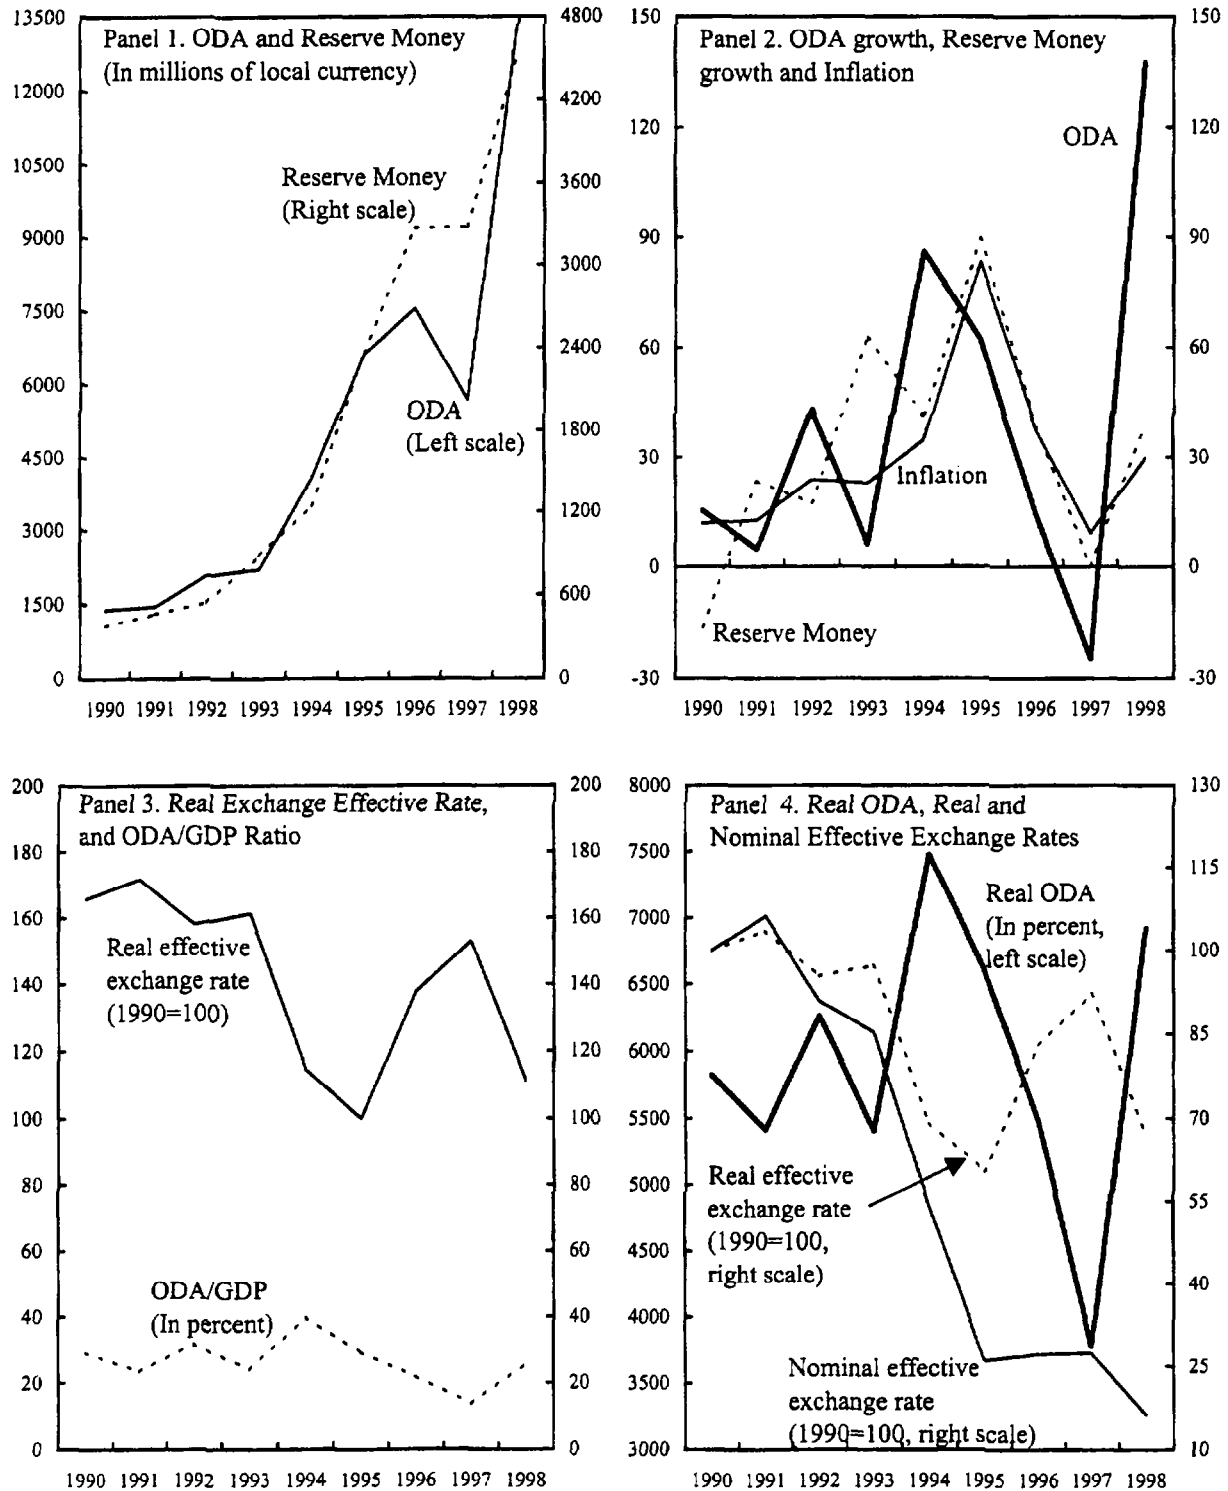 Panel 1. ODA and Reserve Money
(In millions of local currency)
13500
12000
10500
9000
7500
6000
4500
3000
1500
0
4800
4200
3600
3000
2400
1800
1200
600
0
Reserve Money
(Right scale)
ODA
(Left scale)
1990 1991 1992 1993 1994 1995 1996 1997 1998
Panel 2. ODA growth, Reserve Money
growth and Inflation
150
120
90
60
30
0
-30
150
120
90
60
30
0
-30
ODA
Inflation
Reserve Money
1990 1991 1992 1993 1994 1995 1996 1997 1998
Panel 3. Real Exchange Effective Rate,
and ODA/GDP Ratio
200
180
160
140
120
100
80
60
40
20
0
200
180
160
140
120
100
80
60
40
20
0
Real effective
exchange rate
(1990=100)
ODA/GDP
(In percent)
1990 1991 1992 1993 1994 1995 1996 1997 1998
Panel 4. Real ODA, Real and
Nominal Effective Exchange Rates
8000
7500
7000
6500
6000
5500
5000
4500
4000
3500
3000
130
115
100
85
70
55
40
25
10
Real ODA
(In percent,
left scale)
Real effective
exchange rate
(1990=100,
right scale)
Nominal effective
exchange rate
(1990=100, right scale)
1990 1991 1992 1993 1994 1995 1996 1997 1998